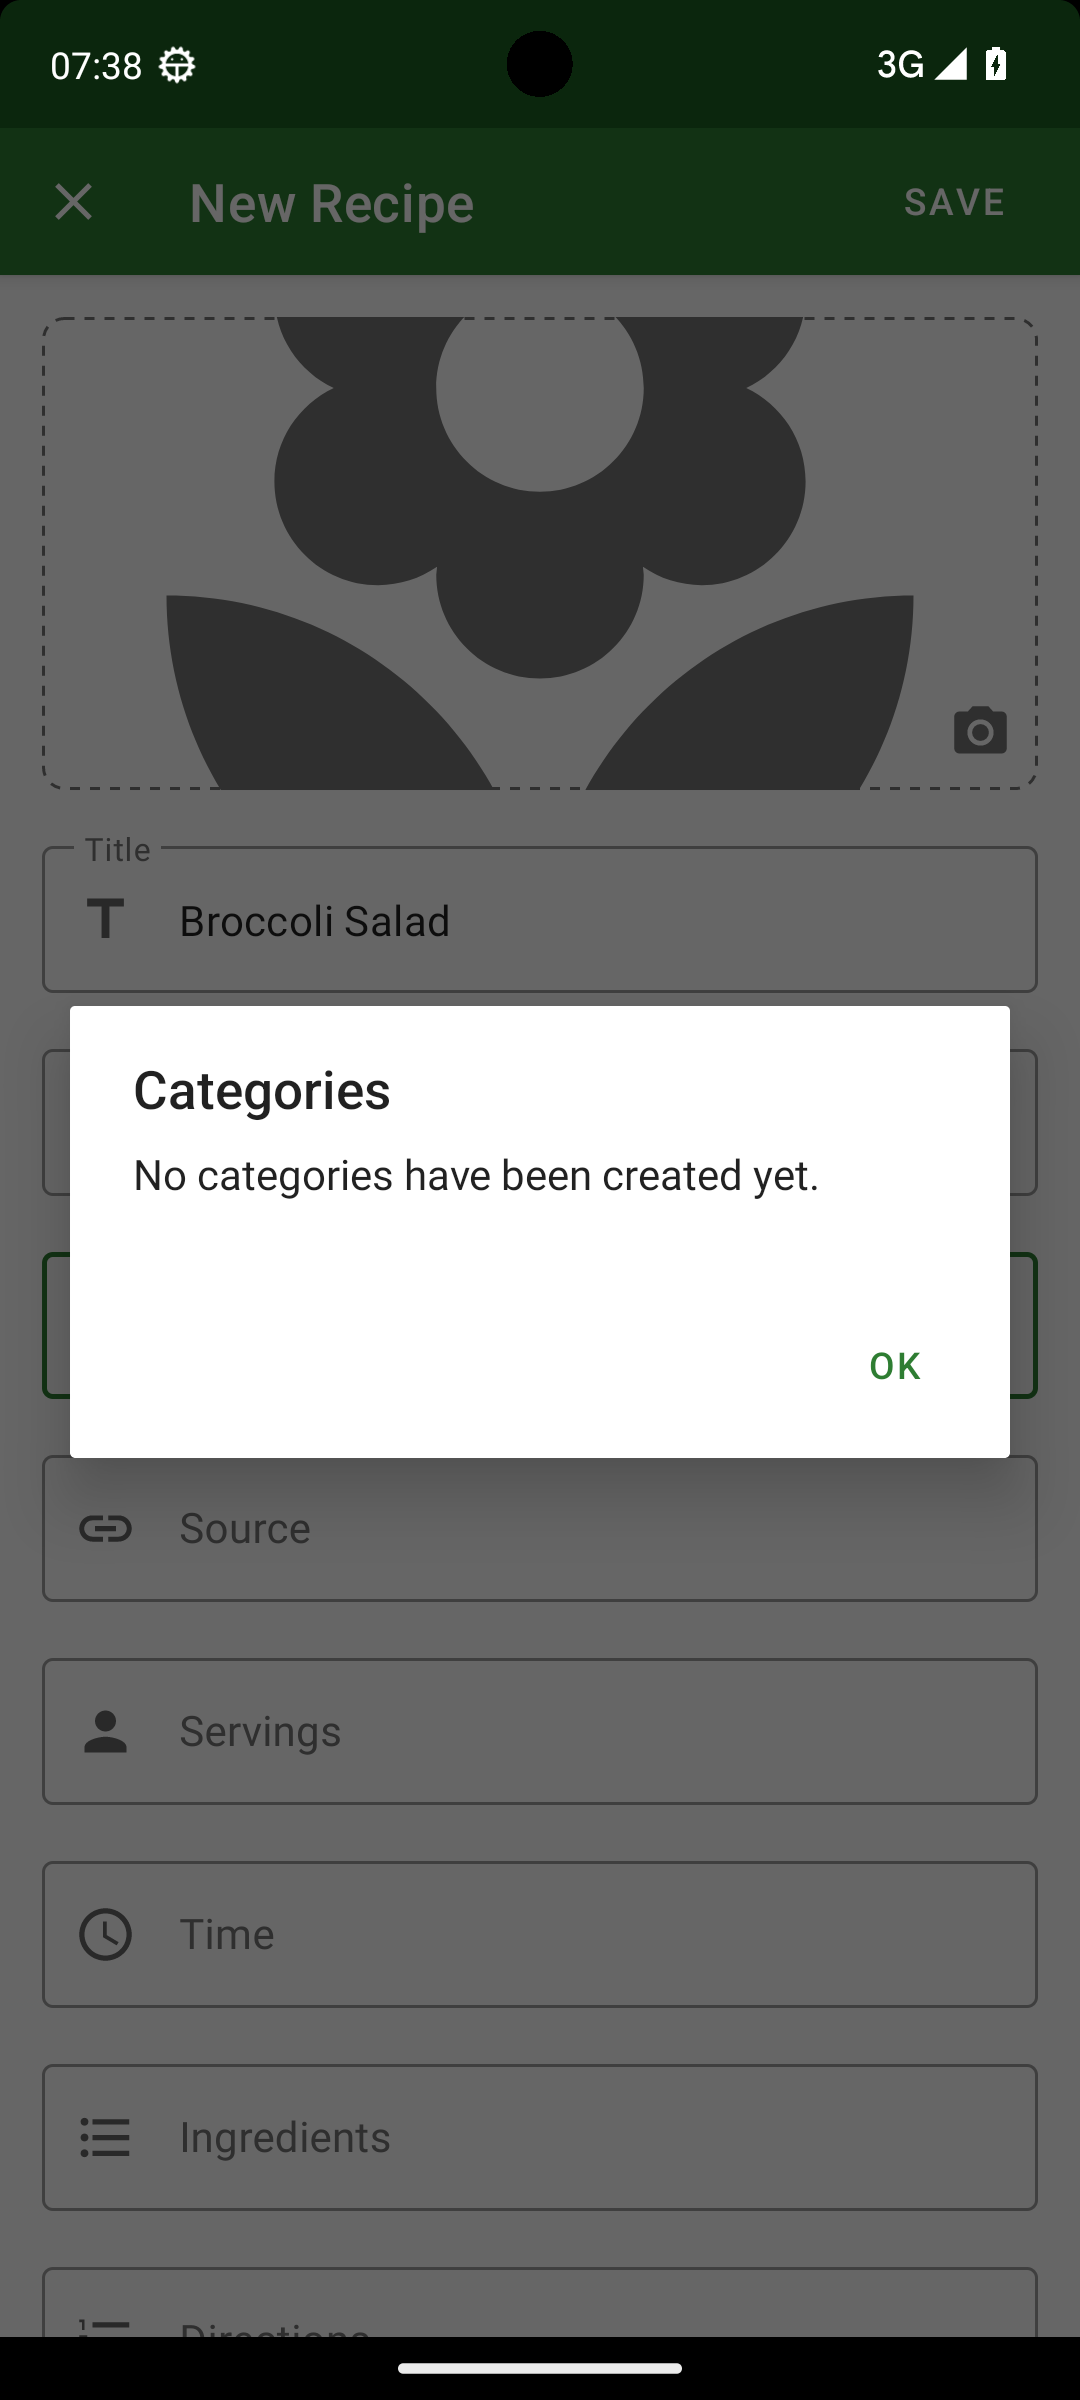 07:38
3G
New Recipe
SAVE
Title
Broccoli Salad
Categories
No categories have been created yet.
OK
Source
Servings
Time
Ingredients
Directions